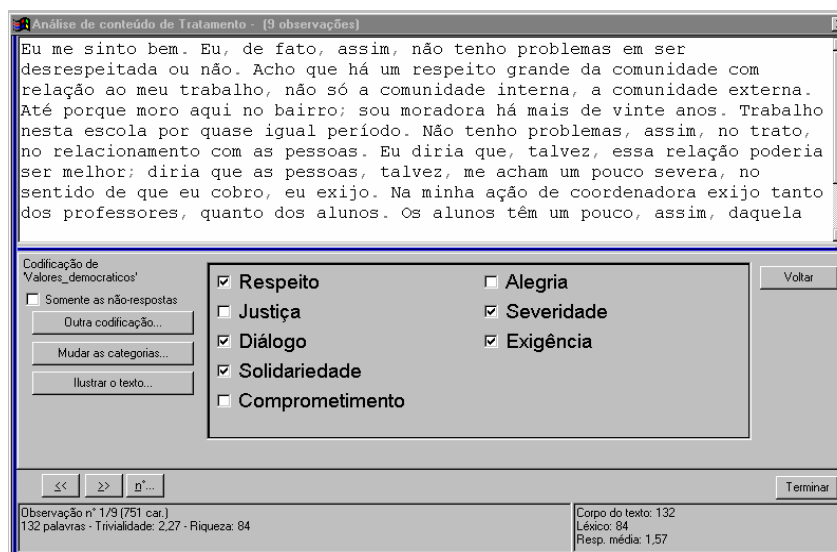 Análise de conteúdo de Tratamento - (9 observações)
Eu me sinto bem. Eu, de fato, assim, não tenho problemas em ser
desrespeitada ou não. Acho que há um respeito grande da comunidade com
relação ao meu trabalho, não só a comunidade interna, a comunidade externa.
Até porque moro aqui no bairro; sou moradora há mais de vinte anos. Trabalho
nesta escola por quase igual período. Não tenho problemas, assim, no trato,
no relacionamento com as pessoas. Eu diria que, talvez, essa relação poderia
ser melhor; diria que as pessoas, talvez, me acham um pouco severa, no
sentido de que eu cobro, eu exijo. Na minha ação de coordenadora exijo tanto
dos professores, quanto dos alunos. Os alunos têm um pouco, assim, daquela
Codificação de
'Valores_democraticos'
Somente as não-respostas
Outra codificação...
Mudar as categorias...
Ilustrar o texto...
Respeito
Justiça
Diálogo
Solidariedade
Comprometimento
Alegria
Severidade
Exigência
Voltar
<< >> n°...
Terminar
Observação n° 1/9 (751 car.)
132 palavras - Trivialidade: 2,27 - Riqueza: 84
Corpo do texto: 132
Léxico: 84
Resp. média: 1,57